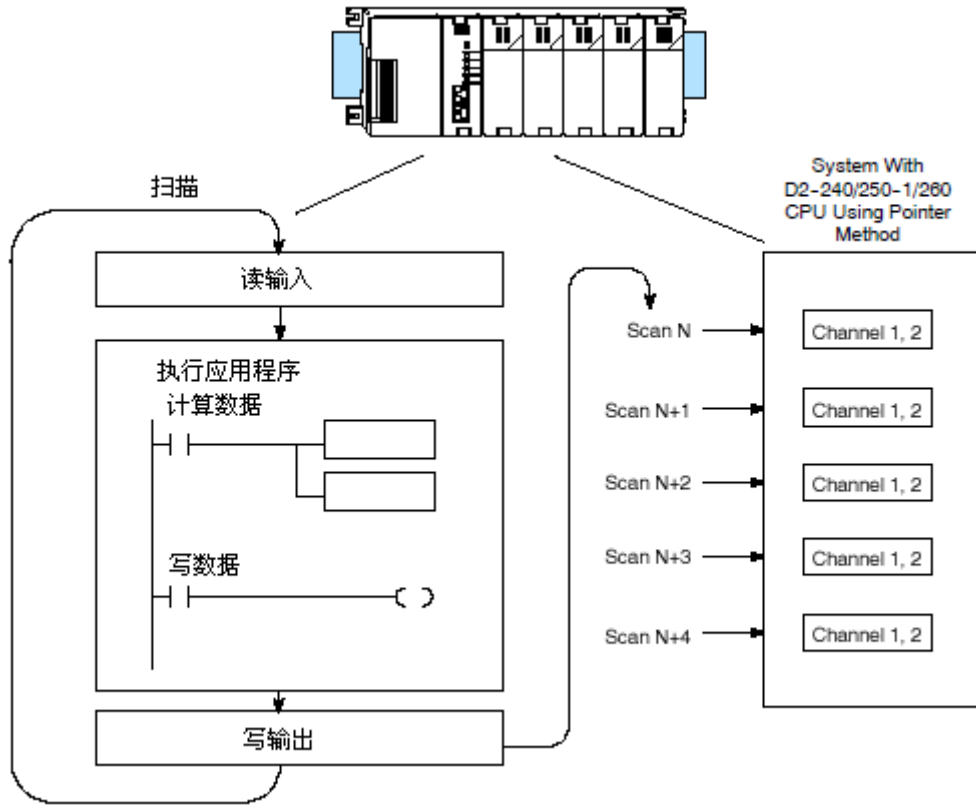 System With
D2-240/250-1/260
CPU Using Pointer
Method
扫描
读输入
执行应用程序
计算数据
写数据
写输出
Scan N
Channel 1, 2
Scan N+1
Channel 1, 2
Scan N+2
Channel 1, 2
Scan N+3
Channel 1, 2
Scan N+4
Channel 1, 2